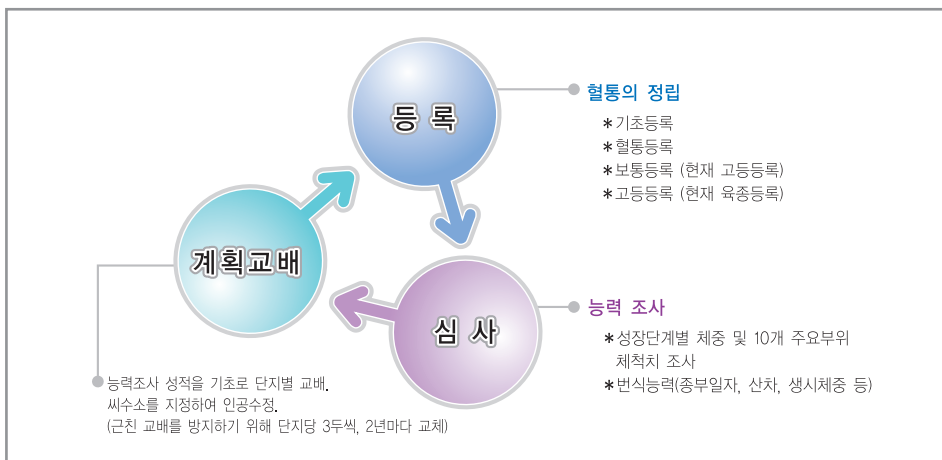 등 록
혈통의 정립
*기초등록
*혈통등록
*보통등록 (현재 고등등록)
*고등등록 (현재 육종등록)
계획교배
심 사
능력 조사
*성장단계별 체중 및 10개 주요부위
체척치 조사
*번식능력(종부일자, 산차, 생시체중 등)
능력조사 성적을 기초로 단지별 교배.
씨수소를 지정하여 인공수정.
(근친 교배를 방지하기 위해 단지당 3두씩, 2년마다 교체)